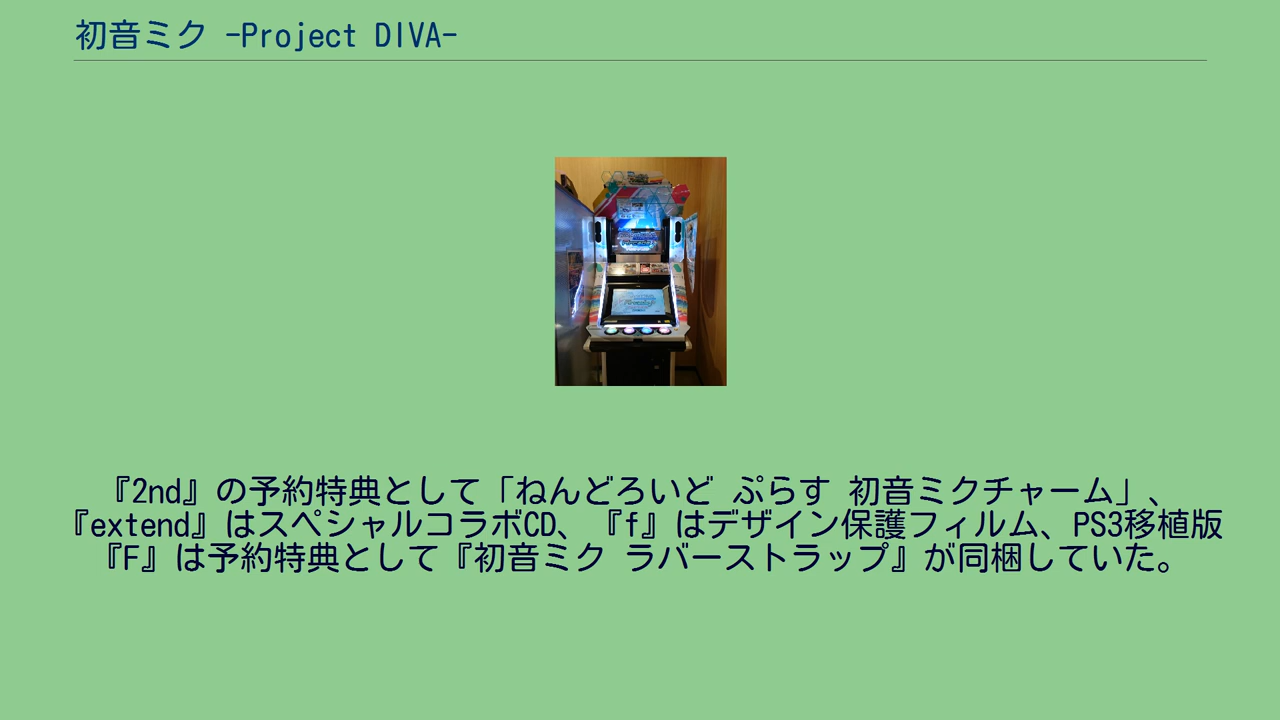 初音ミク -Project DIVA-
『2nd』の予約特典として「ねんどろいど ぷらす 初音ミクチャーム」、
『extend』はスペシャルコラボCD、『f』はデザイン保護フィルム、PS3移植版
『F』は予約特典として『初音ミク ラバーストラップ』が同梱していた。